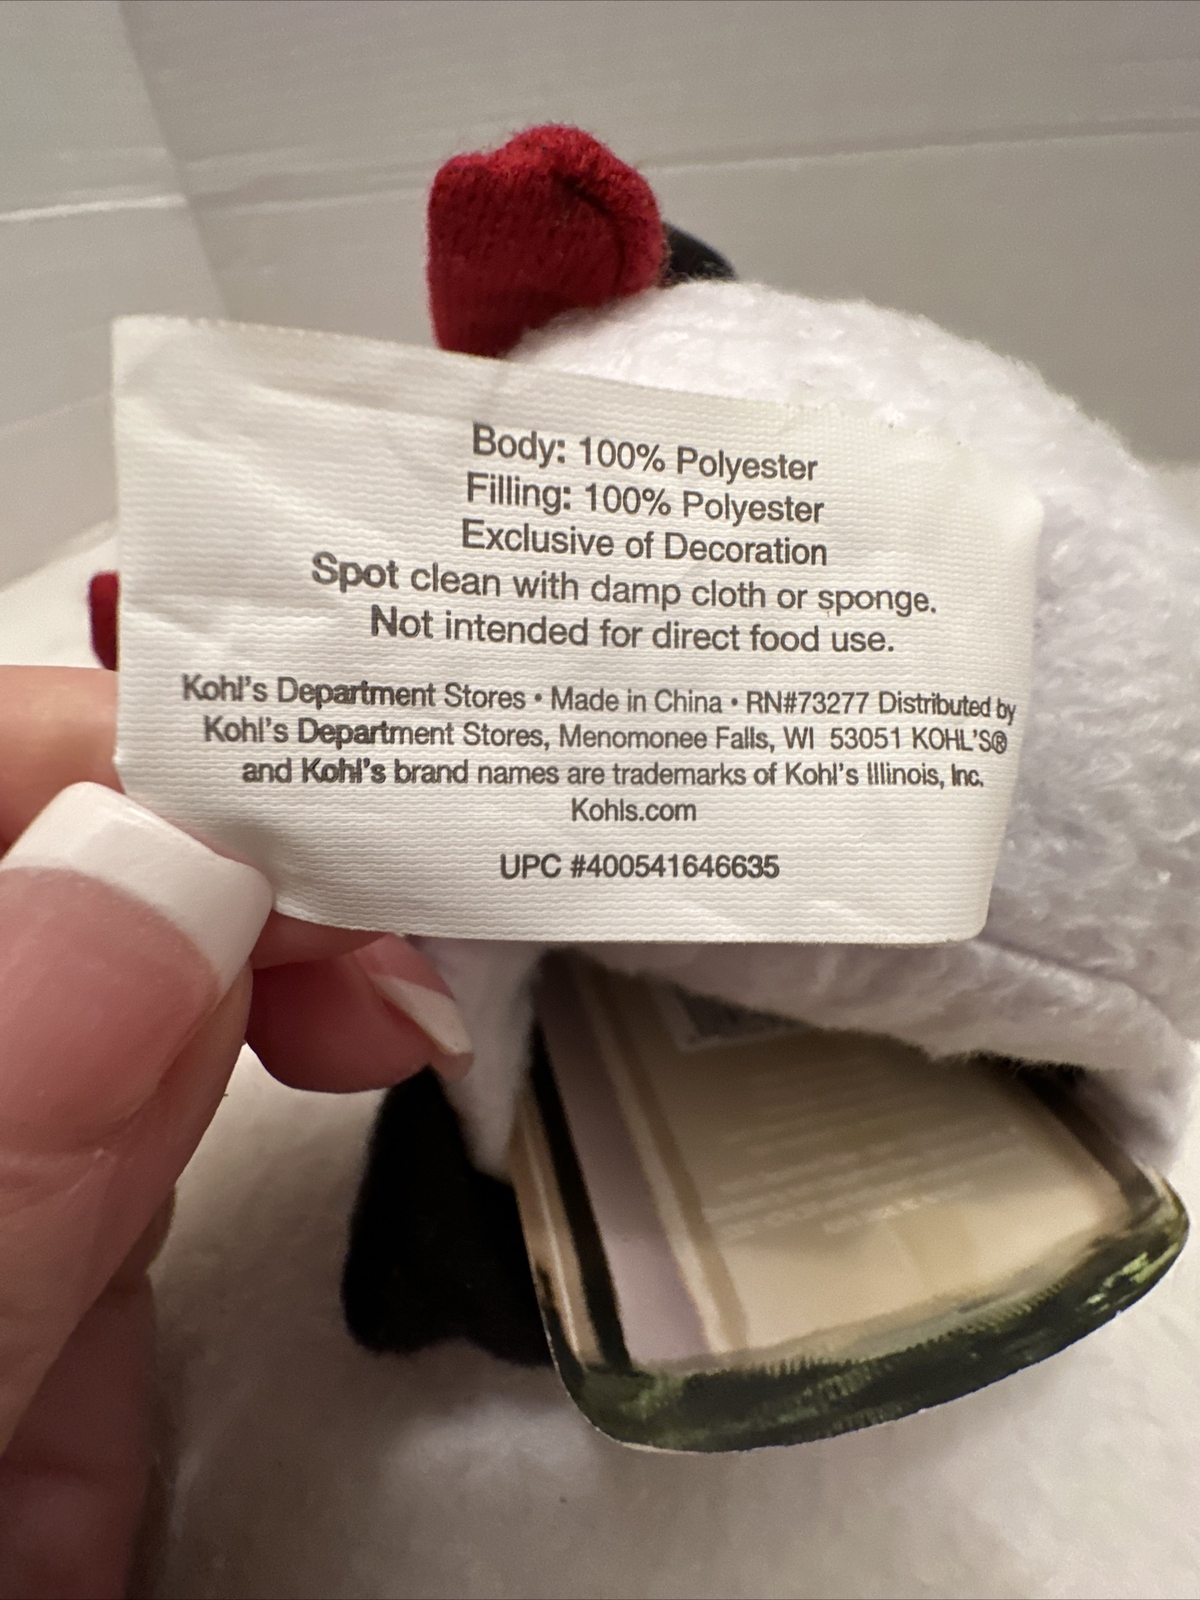 Body: 100% Polyester
Filling: 100% Polyester
Exclusive of Decoration
Spot clean with damp cloth or sponge.
Not intended for direct food use.
Kohl's Department Stores • Made in China • RN#73277 Distributed by
Kohl's Department Stores, Menomonee Falls, WI 53051 KOHL'S®
and Kohl's brand names are trademarks of Kohl's Illinois, Inc.
Kohls.com
UPC #400541646635